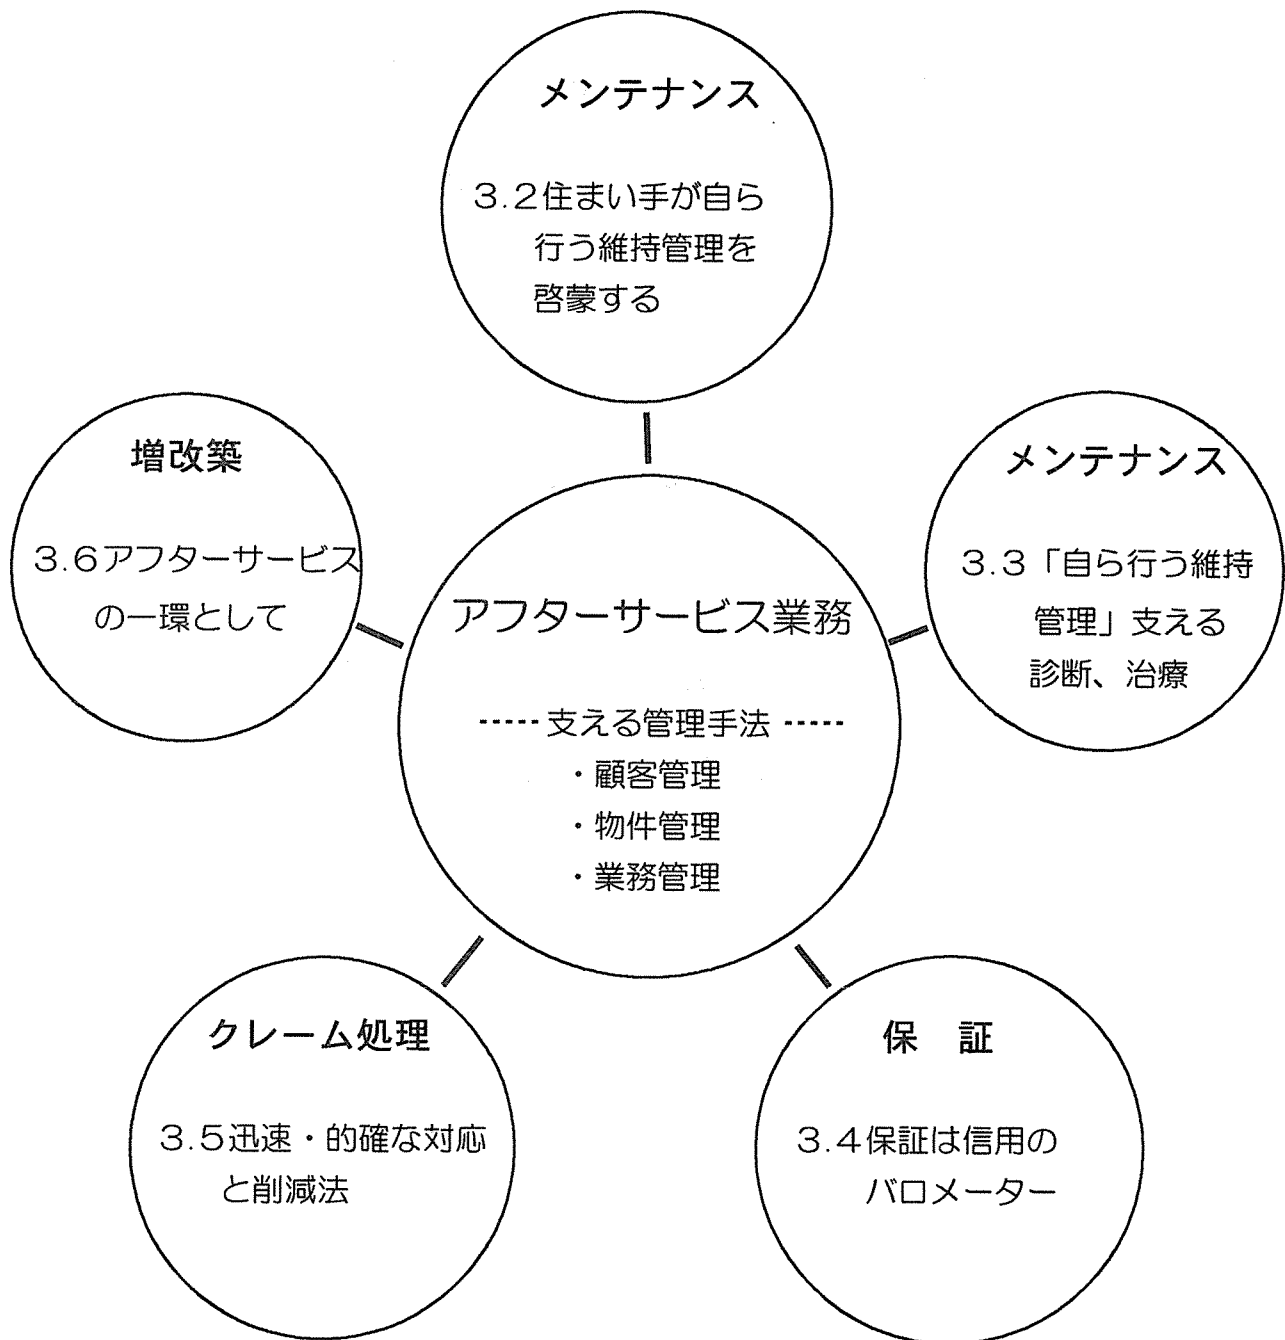 メンテナンス
3.2住まい手が自ら
行う維持管理を
啓蒙する
増改築
3.6アフターサービス
の一環として
メンテナンス
3.3「自ら行う維持
管理」支える
診断、治療
アフターサービス業務
-----支える管理手法-----
・顧客管理
・物件管理
・業務管理
クレーム処理
3.5迅速・的確な対応
と削減法
保　証
3.4保証は信用の
バロメーター